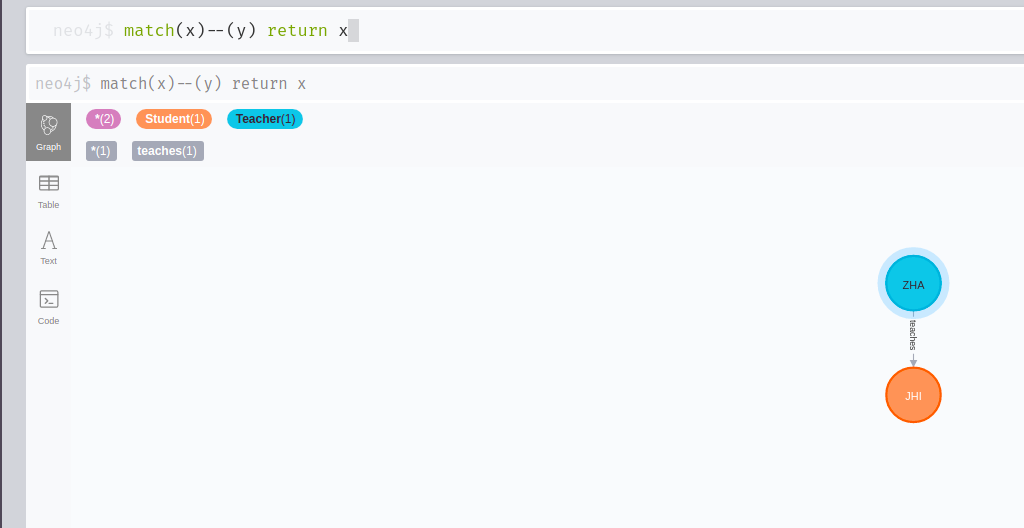 neo4j$ match(x)--(y) return x
neo4j$ match(x)--(y) return x
*(2) Student(1) Teacher(1)
*(1) teaches(1)
Graph
Table
A
Text
Code
ZHA
teaches
JHI